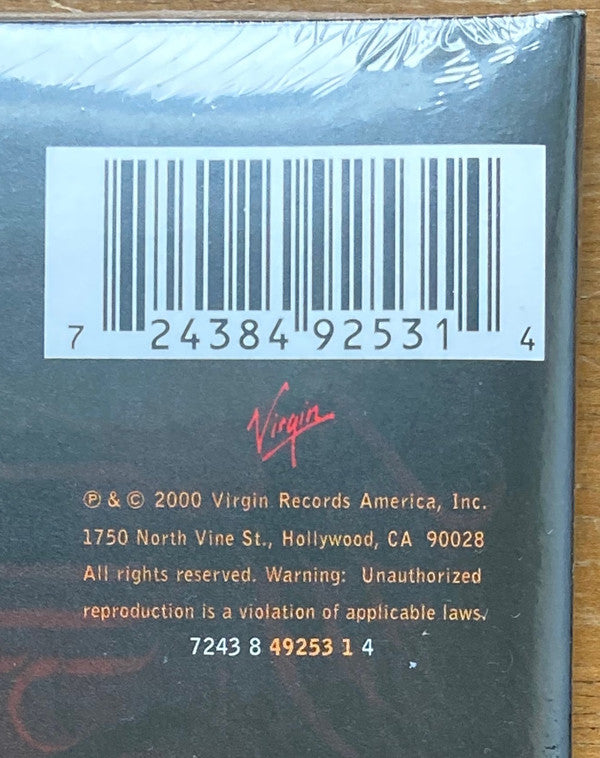 7 24384 92531 4
Virgin
℗ & © 2000 Virgin Records America, Inc.
1750 North Vine St., Hollywood, CA 90028
All rights reserved. Warning: Unauthorized
reproduction is a violation of applicable laws.
7243 8 49253 1 4